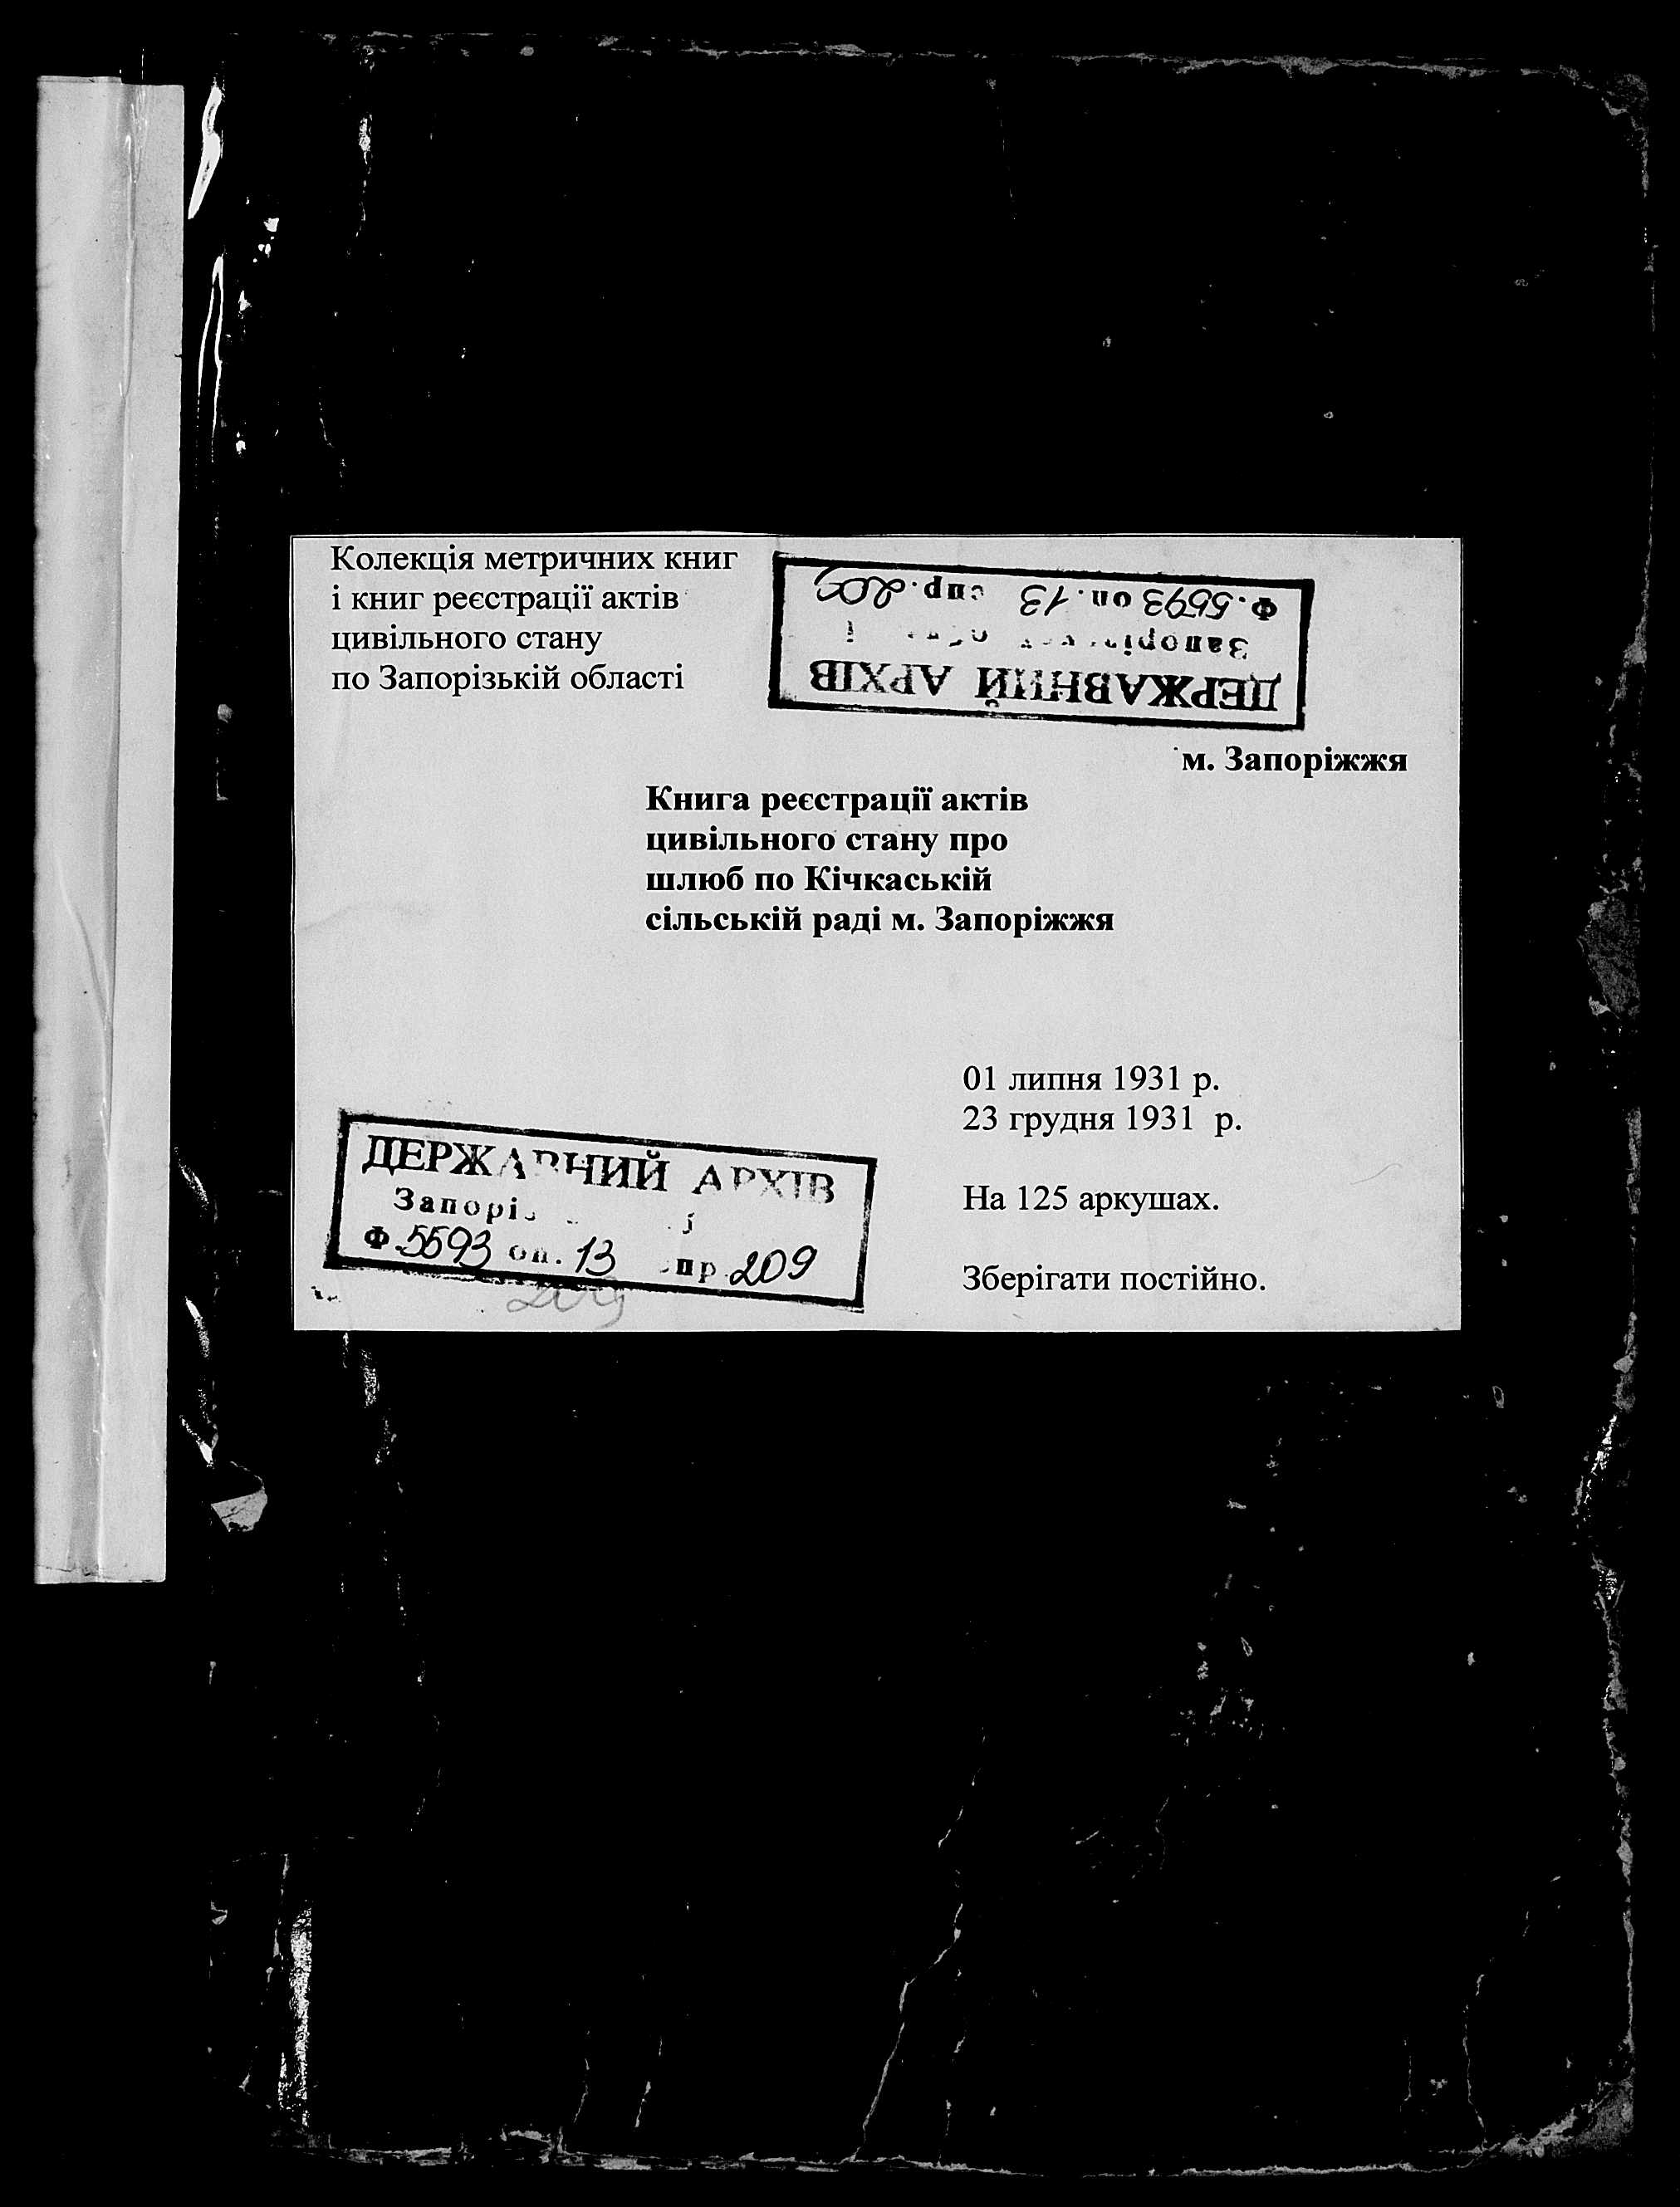 Колекція метричних книг
і книг реєстрації актів
цивільного стану
по Запорізькій області
ДЕРЖАВНИЙ АРХІВ
Ф. 5593 оп. 13 спр. 209
м. Запоріжжя
Книга реєстрації актів
цивільного стану про
шлюб по Кічкаській
сільській раді м. Запоріжжя
01 липня 1931 р.
23 грудня 1931 р.
На 125 аркушах.
Зберігати постійно.
ДЕРЖАВНИЙ АРХІВ
Ф. 5593 оп. 13 спр. 209
209